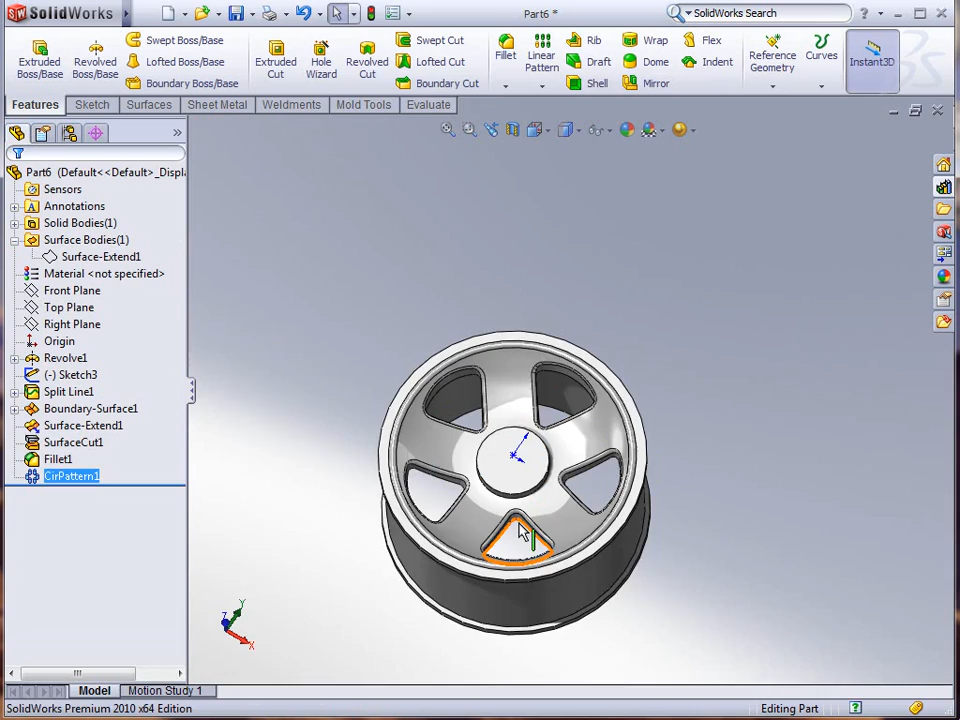 SolidWorks
Part6 *
SolidWorks Search
Extruded Boss/Base
Revolved Boss/Base
Swept Boss/Base
Lofted Boss/Base
Boundary Boss/Base
Extruded Cut
Hole Wizard
Revolved Cut
Swept Cut
Lofted Cut
Boundary Cut
Fillet
Linear Pattern
Rib
Draft
Shell
Wrap
Dome
Mirror
Flex
Indent
Reference Geometry
Curves
Instant3D
Features
Sketch
Surfaces
Sheet Metal
Weldments
Mold Tools
Evaluate
Part6 (Default<<Default>_Displ
Sensors
Annotations
Solid Bodies(1)
Surface Bodies(1)
Surface-Extend1
Material <not specified>
Front Plane
Top Plane
Right Plane
Origin
Revolve1
(-) Sketch3
Split Line1
Boundary-Surface1
Surface-Extend1
SurfaceCut1
Fillet1
CirPattern1
Y
Z
X
Model
Motion Study 1
SolidWorks Premium 2010 x64 Edition
Editing Part